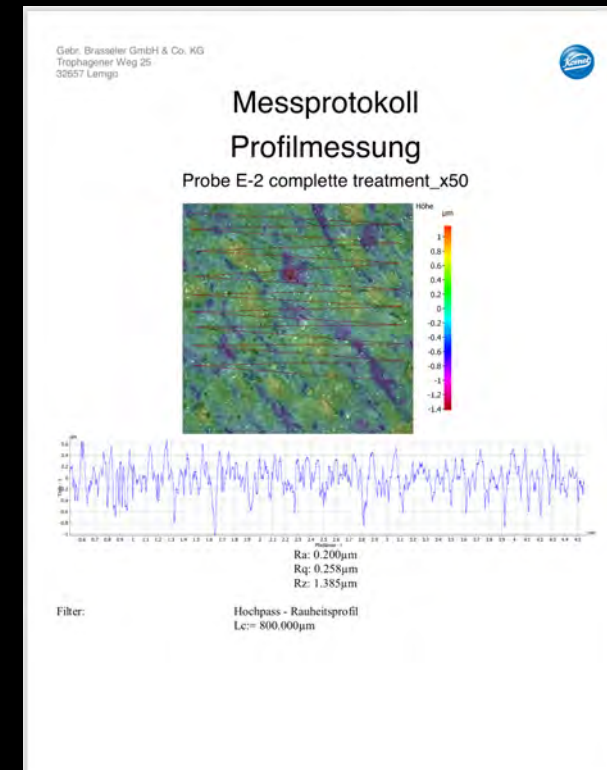 Gebr. Brasseler GmbH & Co. KG
Trophagener Weg 25
32657 Lemgo
Komet
Messprotokoll
Profilmessung
Probe E-2 complette treatment_x50
Höhe
µm
1
0.8
0.6
0.4
0.2
0
-0.2
-0.4
-0.6
-0.8
-1
-1.2
-1.4
Ra: 0.200µm
Rq: 0.258µm
Rz: 1.385µm
Filter:
Hochpass - Rauheitsprofil
Lc:= 800.000µm